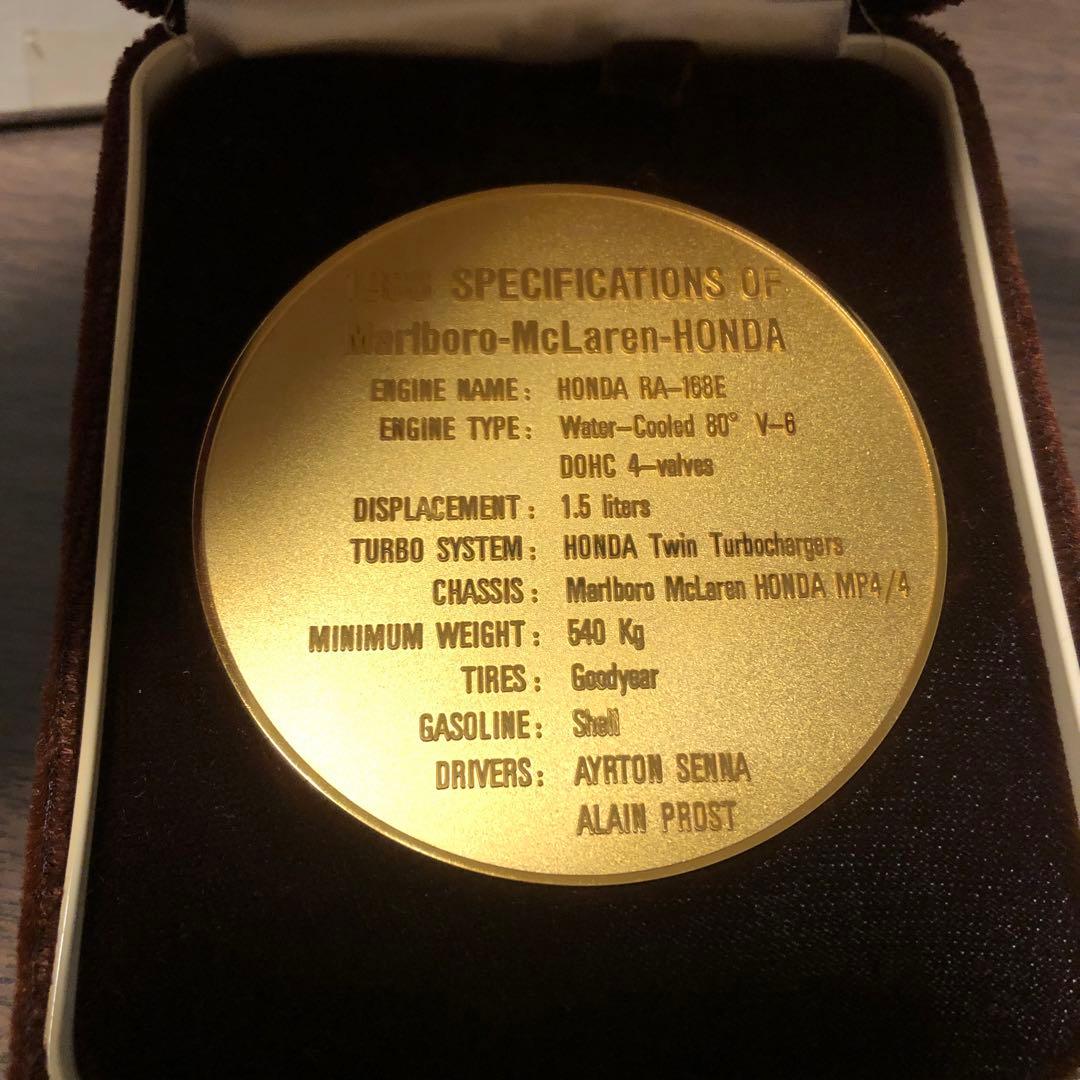 1988 SPECIFICATIONS OF
Marlboro-McLaren-HONDA
ENGINE NAME: HONDA RA-168E
ENGINE TYPE: Water-Cooled 80° V-6
DOHC 4-valves
DISPLACEMENT: 1.5 liters
TURBO SYSTEM: HONDA Twin Turbochargers
CHASSIS: Marlboro McLaren HONDA MP4/4
MINIMUM WEIGHT: 540 Kg
TIRES: Goodyear
GASOLINE: Shell
DRIVERS: AYRTON SENNA
ALAIN PROST